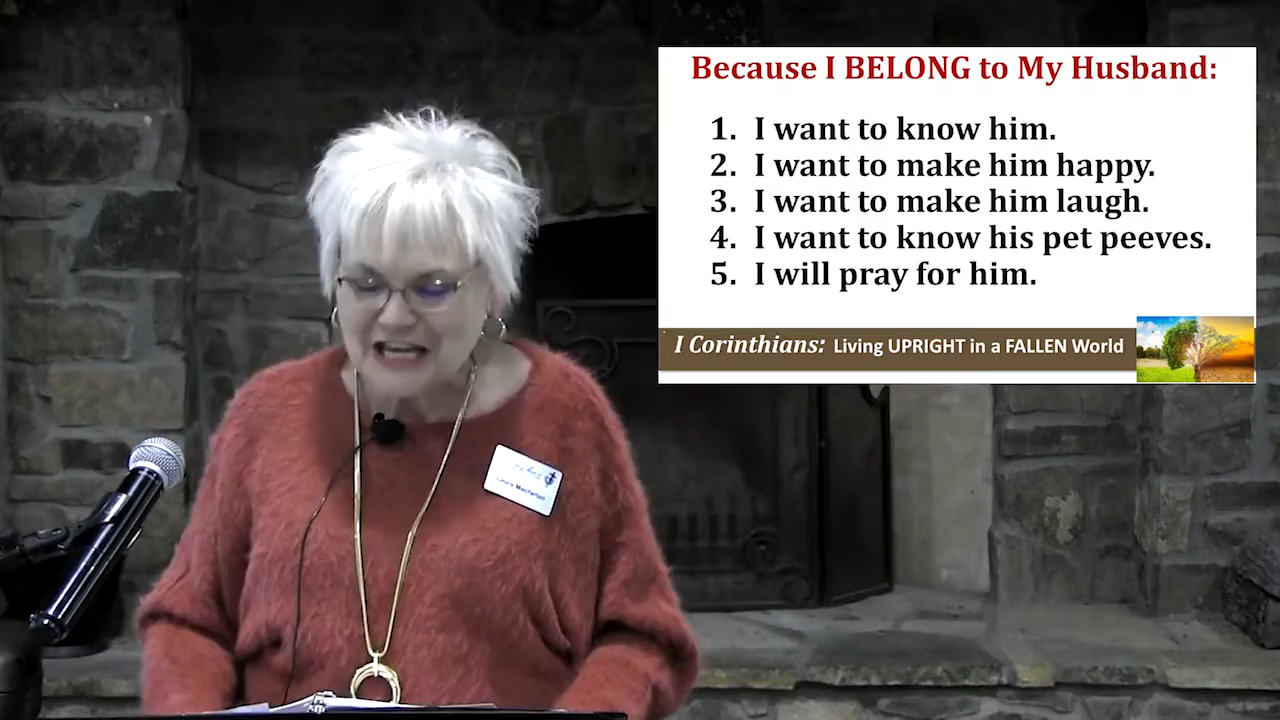 Because I BELONG to My Husband:
1. I want to know him.
2. I want to make him happy.
3. I want to make him laugh.
4. I want to know his pet peeves.
5. I will pray for him.
I Corinthians: Living UPRIGHT in a FALLEN World
Laura